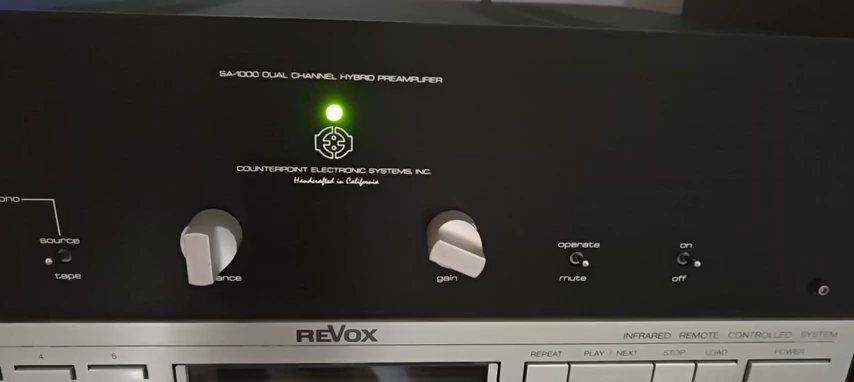 SA-1000 DUAL CHANNEL HYBRID PREAMPLIFIER
COUNTERPOINT ELECTRONIC SYSTEMS, INC.
Handcrafted in California
source
tape
gain
operate
mute
on
off
REVOX
INFRARED REMOTE CONTROLLED SYSTEM
4
5
REPEAT
PLAY / NEXT
STOP
LOAD
POWER